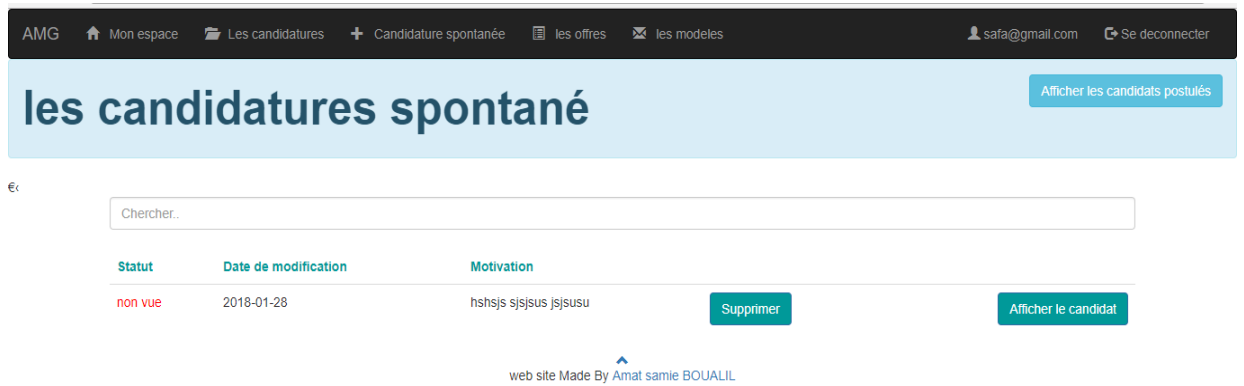 AMG Mon espace Les candidatures Candidature spontanée les offres les modeles safa@gmail.com Se deconnecter
les candidatures spontané
Afficher les candidats postulés
€‹
Chercher..
Statut Date de modification Motivation
non vue 2018-01-28 hshsjs sjsjsus jsjsusu Supprimer Afficher le candidat
web site Made By Amat samie BOUALIL